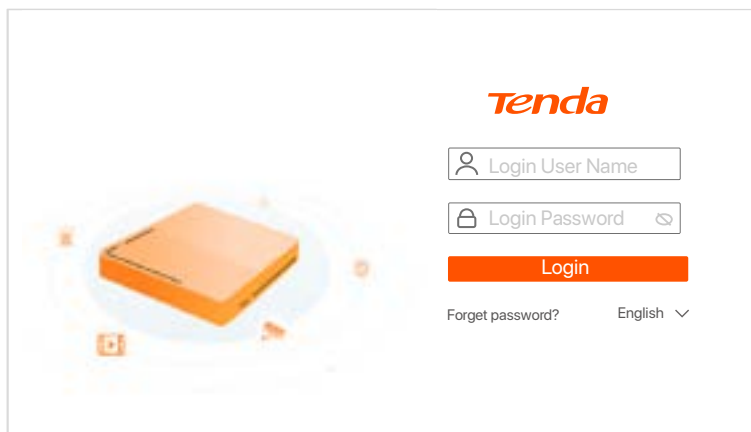 Tenda
Login User Name
Login Password
Login
Forget password?
English